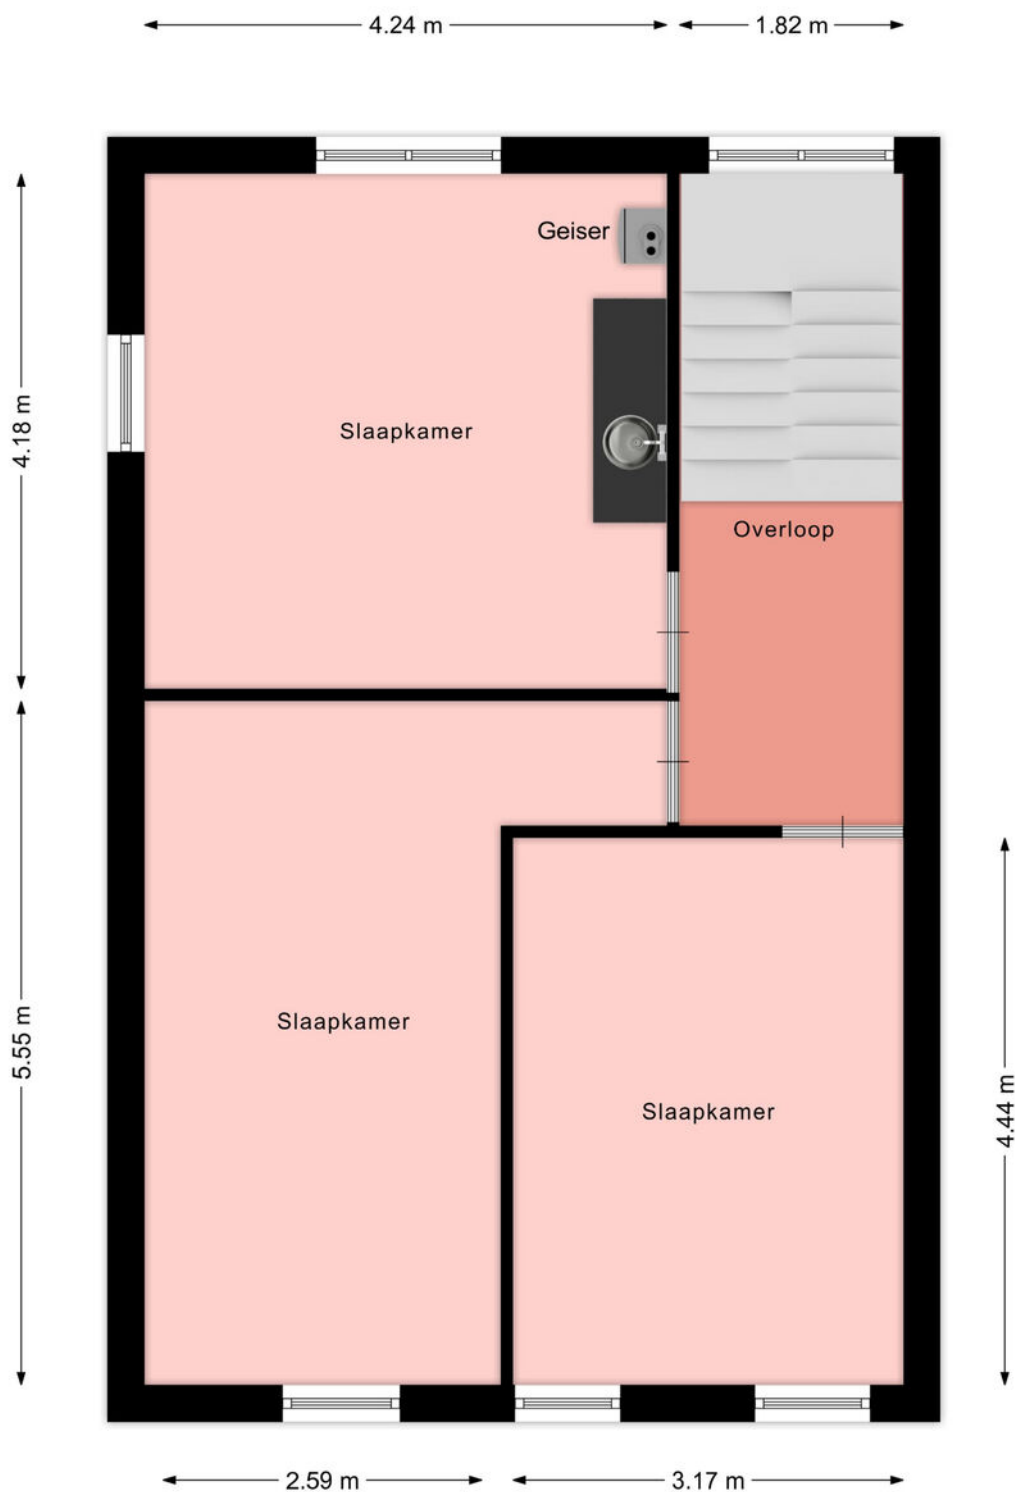 4.24 m
1.82 m
Geiser
4.18 m
Slaapkamer
Overloop
5.55 m
Slaapkamer
Slaapkamer
4.44 m
2.59 m
3.17 m